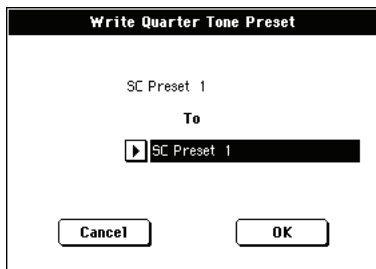 Write Quarter Tone Preset
SC Preset 1
To
SC Preset 1
Cancel OK